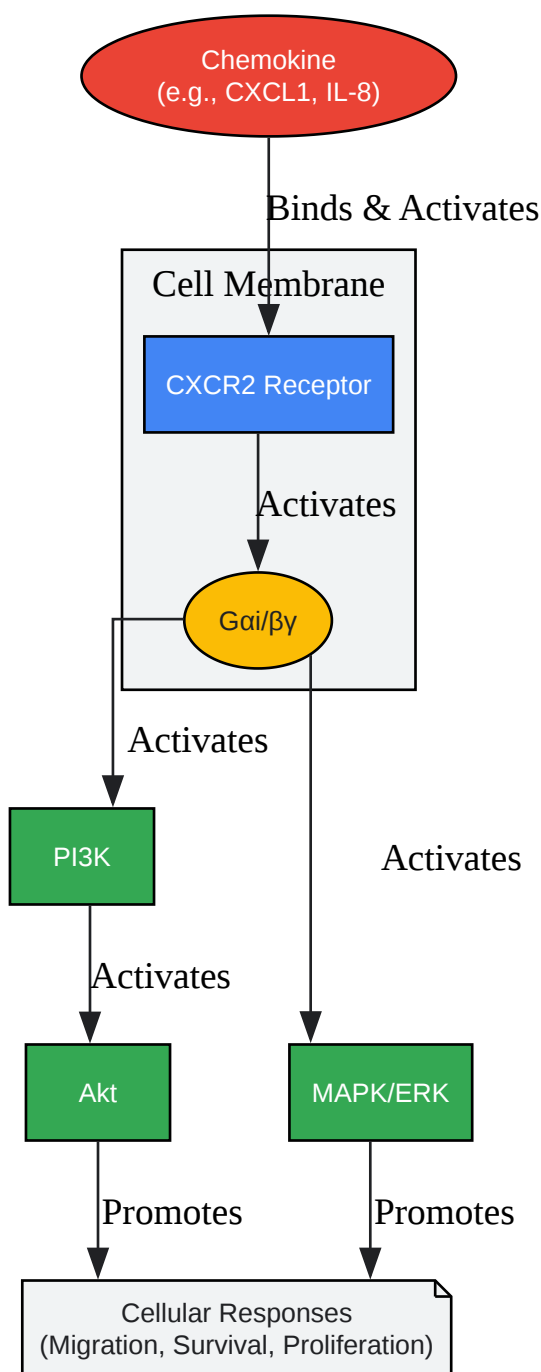 Chemokine
(e.g., CXCL1, IL-8)
Binds & Activates
Cell Membrane
CXCR2 Receptor
Activates
Gαi/βγ
Activates
Activates
PI3K
Activates
Akt
MAPK/ERK
Promotes
Promotes
Cellular Responses
(Migration, Survival, Proliferation)